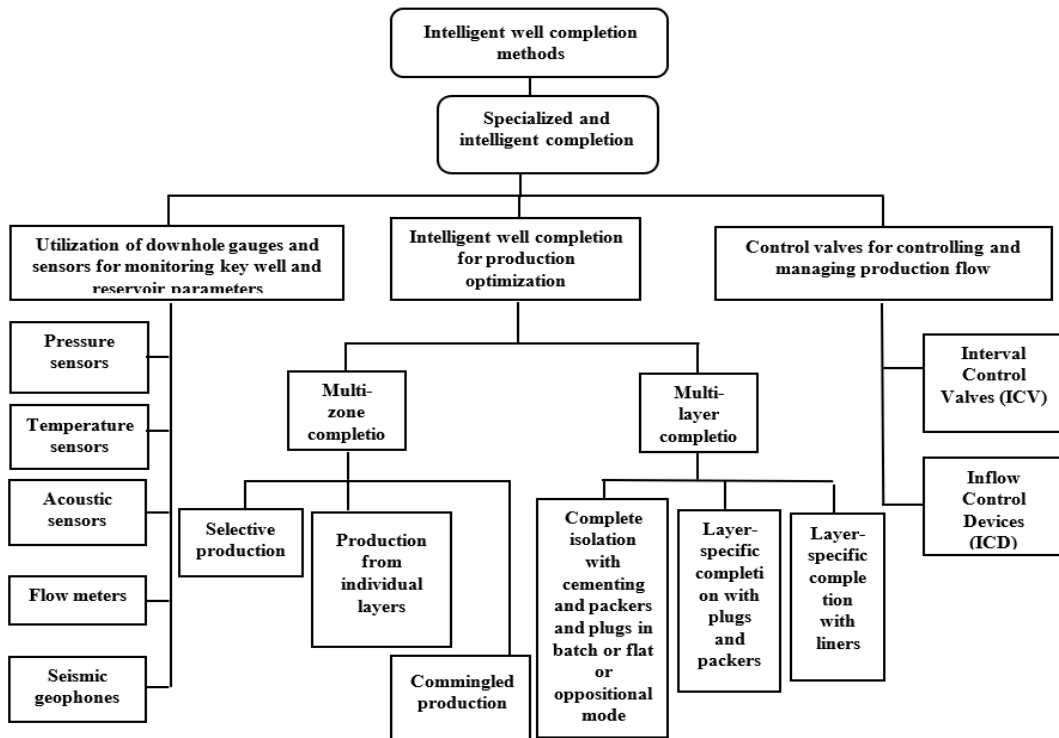 Intelligent well completion
methods
Specialized and
intelligent completion
Utilization of downhole gauges and
sensors for monitoring key well and
reservoir parameters
Intelligent well completion
for production
optimization
Control valves for controlling and
managing production flow
Pressure
sensors
Temperature
sensors
Acoustic
sensors
Flow meters
Seismic
geophones
Multi-
zone
completio
Multi-
layer
completio
Selective
production
Production
from
individual
layers
Commingled
production
Complete
isolation
with
cementing
and packers
and plugs in
batch or flat
or
oppositional
mode
Layer-
specific
completi
on with
plugs
and
packers
Layer-
specific
comple
tion
with
liners
Interval
Control
Valves (ICV)
Inflow
Control
Devices
(ICD)